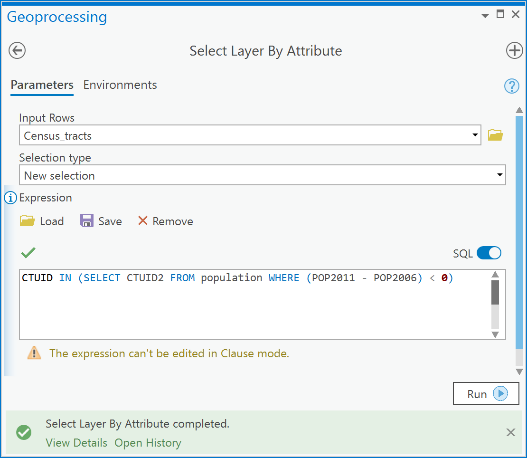 Geoprocessing
Select Layer By Attribute
Parameters Environments
Input Rows
Census_tracts
Selection type
New selection
Expression
Load Save Remove
SQL
CTUID IN (SELECT CTUID2 FROM population WHERE (POP2011 - POP2006) < 0)
The expression can't be edited in Clause mode.
Run
Select Layer By Attribute completed.
View Details Open History